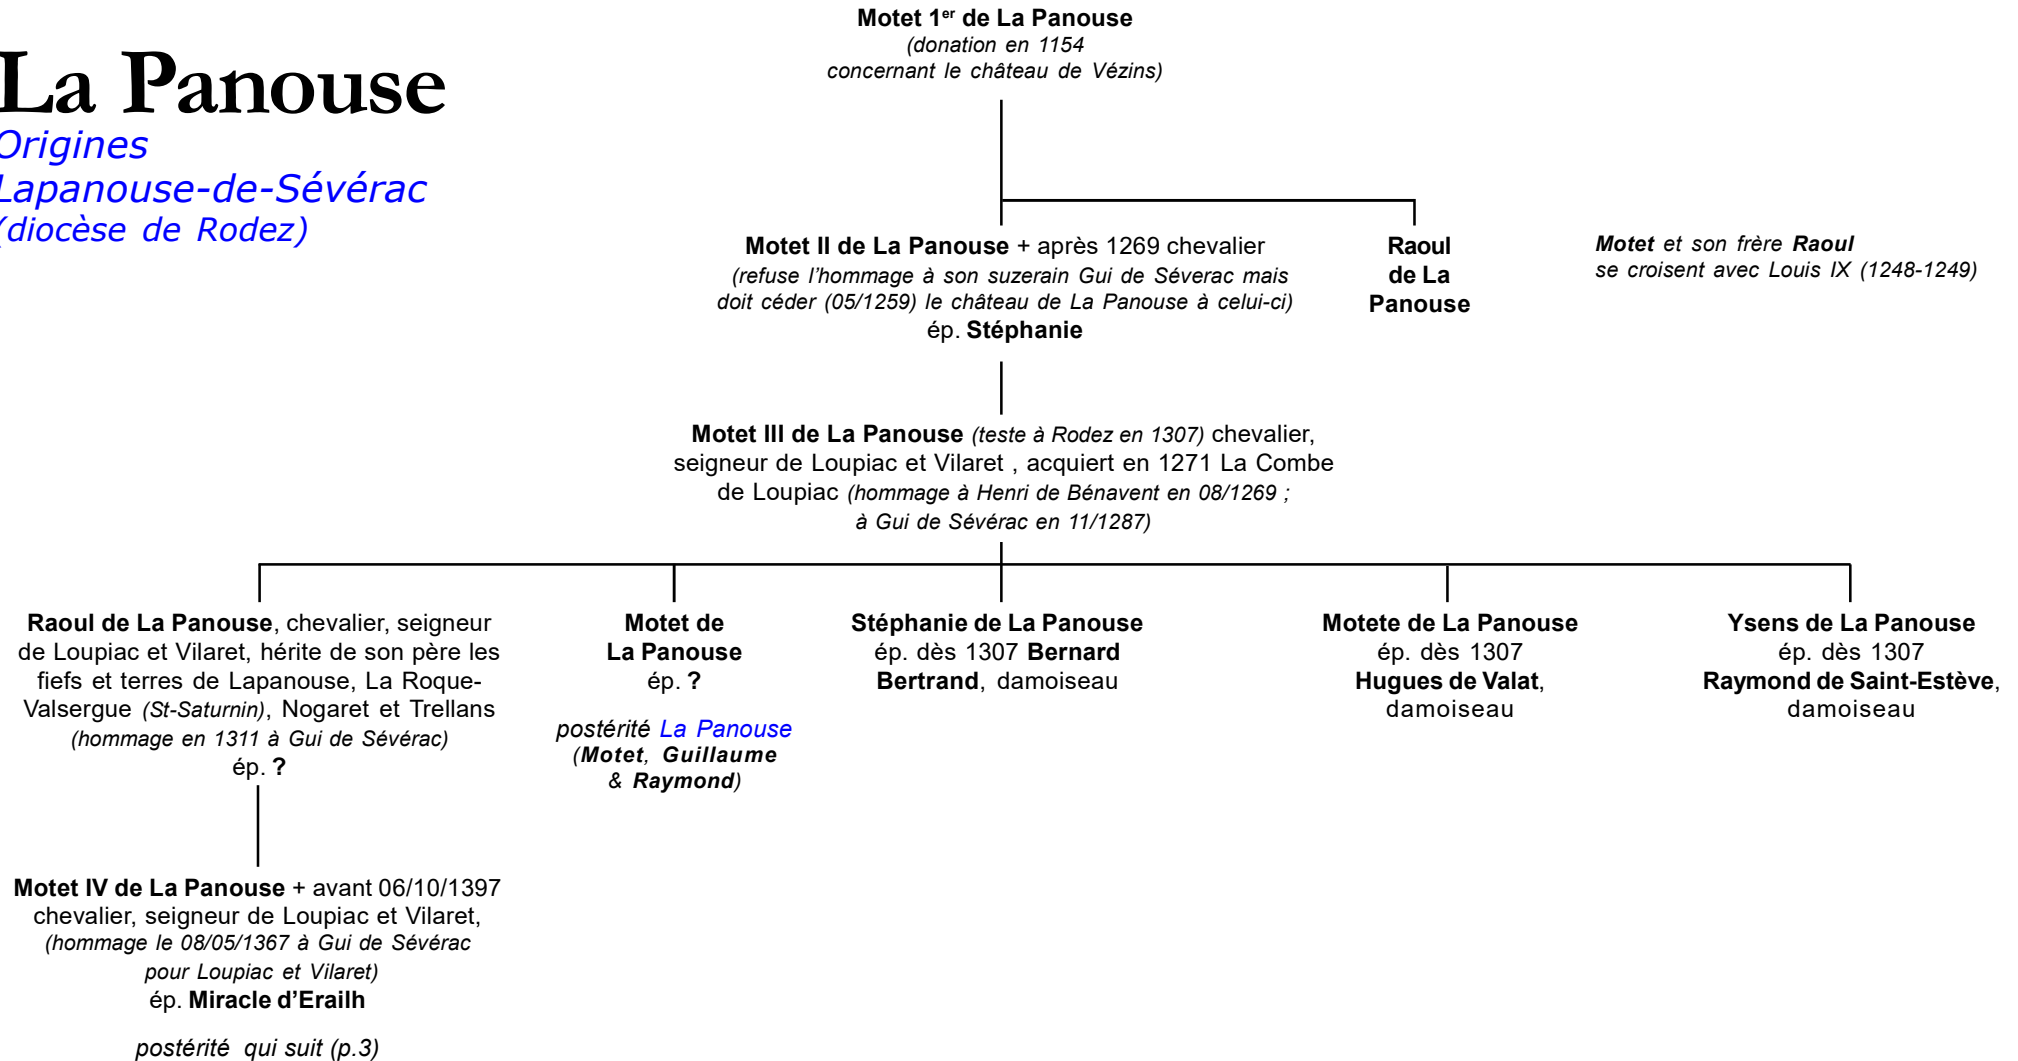 La Panouse
Origines
Lapanouse-de-Sévérac
(diocèse de Rodez)
Motet 1er de La Panouse
(donation en 1154
concernant le château de Vézins)
Motet II de La Panouse + après 1269 chevalier
(refuse l’hommage à son suzerain Gui de Séverac mais
doit céder (05/1259) le château de La Panouse à celui-ci)
ép. Stéphanie
Raoul
de La
Panouse
Motet et son frère Raoul
se croisent avec Louis IX (1248-1249)
Motet III de La Panouse (teste à Rodez en 1307) chevalier,
seigneur de Loupiac et Vilaret , acquiert en 1271 La Combe
de Loupiac (hommage à Henri de Bénavent en 08/1269 ;
à Gui de Sévérac en 11/1287)
Raoul de La Panouse, chevalier, seigneur
de Loupiac et Vilaret, hérite de son père les
fiefs et terres de Lapanouse, La Roque-
Valsergue (St-Saturnin), Nogaret et Trellans
(hommage en 1311 à Gui de Sévérac)
ép. ?
Motet de
La Panouse
ép. ?
postérité La Panouse
(Motet, Guillaume
& Raymond)
Stéphanie de La Panouse
ép. dès 1307 Bernard
Bertrand, damoiseau
Motete de La Panouse
ép. dès 1307
Hugues de Valat,
damoiseau
Ysens de La Panouse
ép. dès 1307
Raymond de Saint-Estève,
damoiseau
Motet IV de La Panouse + avant 06/10/1397
chevalier, seigneur de Loupiac et Vilaret,
(hommage le 08/05/1367 à Gui de Sévérac
pour Loupiac et Vilaret)
ép. Miracle d’Erailh
postérité qui suit (p.3)